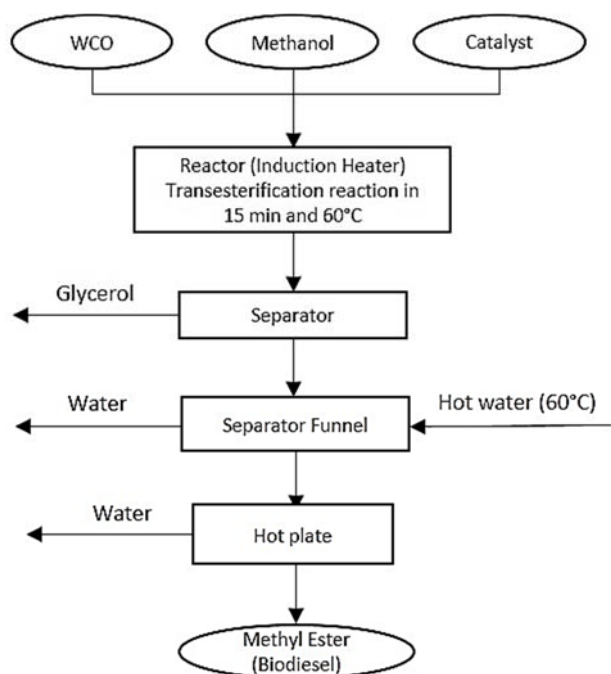 WCO
Methanol
Catalyst
Reactor (Induction Heater)
Transesterification reaction in
15 min and 60°C
Glycerol
Separator
Water
Separator Funnel
Hot water (60°C)
Water
Hot plate
Methyl Ester
(Biodiesel)